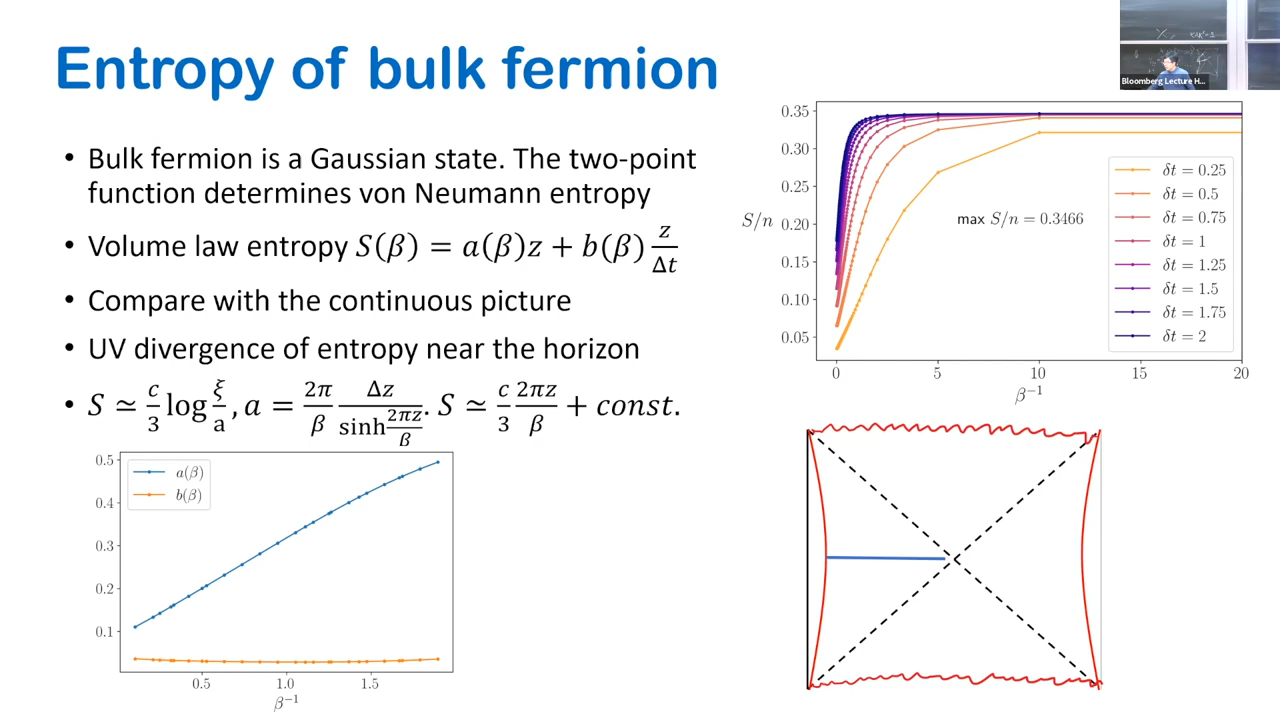 Entropy of bulk fermion
Bloomberg Lecture H...
• Bulk fermion is a Gaussian state. The two-point
function determines von Neumann entropy
• Volume law entropy S(β) = a(β)z + b(β) z/Δt
• Compare with the continuous picture
• UV divergence of entropy near the horizon
• S ≃ c/3 log ξ/a, a = 2π/β Δz/sinh 2πz/β. S ≃ c/3 2πz/β + const.
0.35
0.30
0.25
0.20
0.15
0.10
0.05
S/n
max S/n = 0.3466
δt = 0.25
δt = 0.5
δt = 0.75
δt = 1
δt = 1.25
δt = 1.5
δt = 1.75
δt = 2
0 5 10 15 20
β⁻¹
0.5
0.4
0.3
0.2
0.1
a(β)
b(β)
0.5 1.0 1.5
β⁻¹